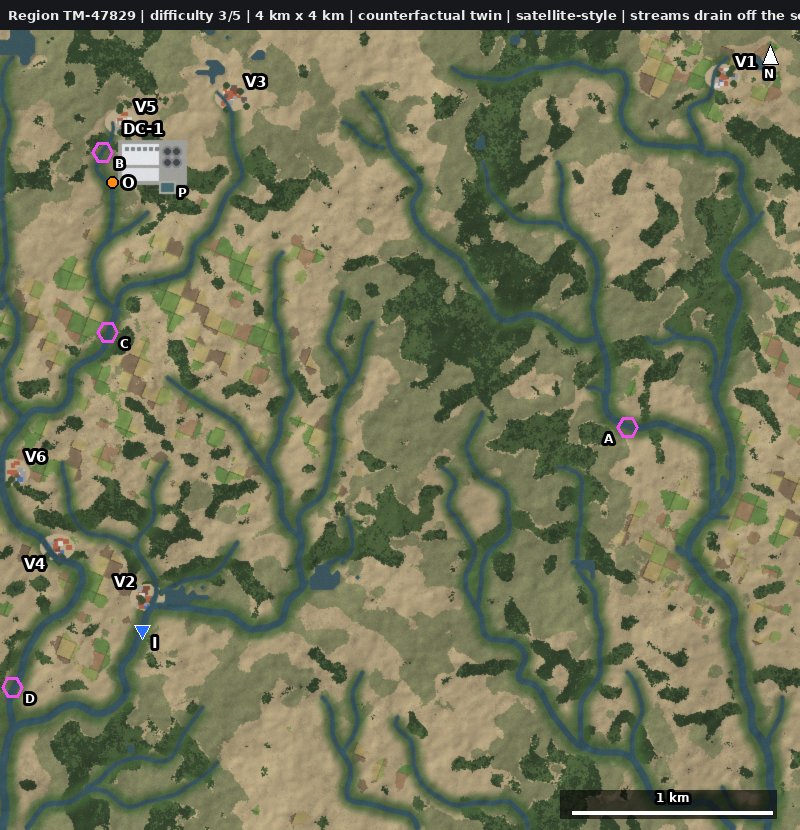 Region TM-47829 | difficulty 3/5 | 4 km x 4 km | counterfactual twin | satellite-style | streams drain off the
V1
N
V3
V5
DC-1
B
O
P
C
A
V6
V4
V2
I
D
1 km